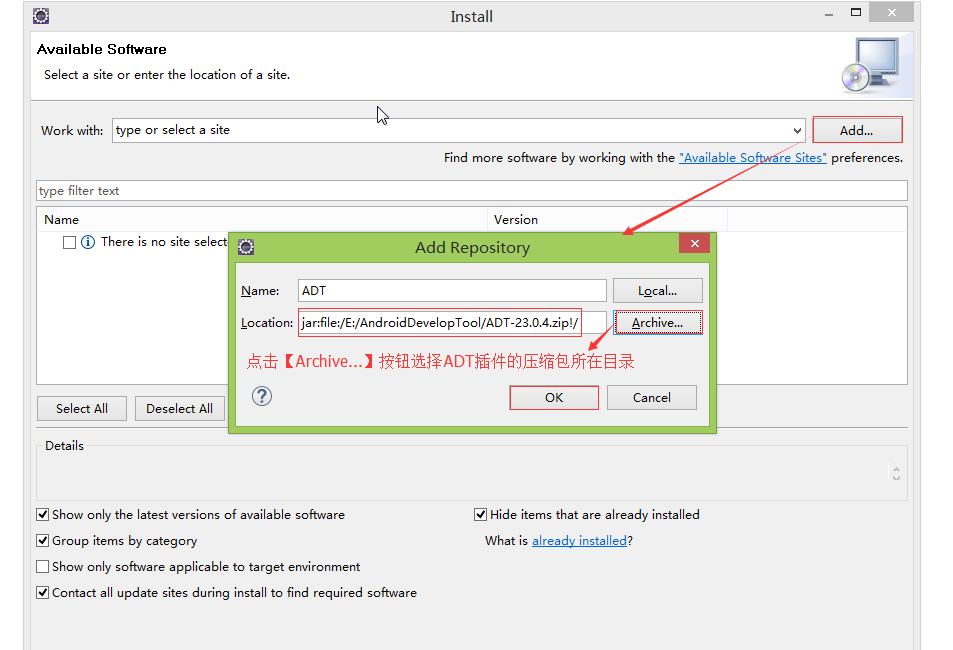 Install
Available Software
Select a site or enter the location of a site.
Work with: type or select a site Add...
Find more software by working with the "Available Software Sites" preferences.
type filter text
Name Version
There is no site select
Add Repository
Name: ADT Local...
Location: jar:file:/E:/AndroidDevelopTool/ADT-23.0.4.zip!/ Archive...
点击【Archive...】按钮选择ADT插件的压缩包所在目录
? OK Cancel
Select All Deselect All
Details
Show only the latest versions of available software Hide items that are already installed
Group items by category What is already installed?
Show only software applicable to target environment
Contact all update sites during install to find required software